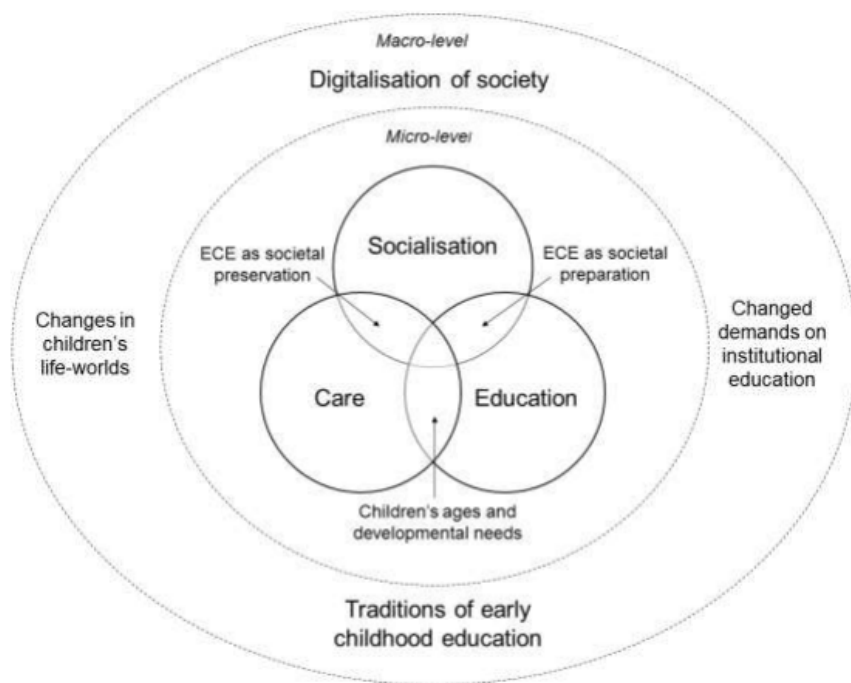 Macro-level
Digitalisation of society
Micro-level
Socialisation
ECE as societal
preservation
ECE as societal
preparation
Changes in
children's
life-worlds
Changed
demands on
institutional
education
Care
Education
Children's ages and
developmental needs
Traditions of early
childhood education